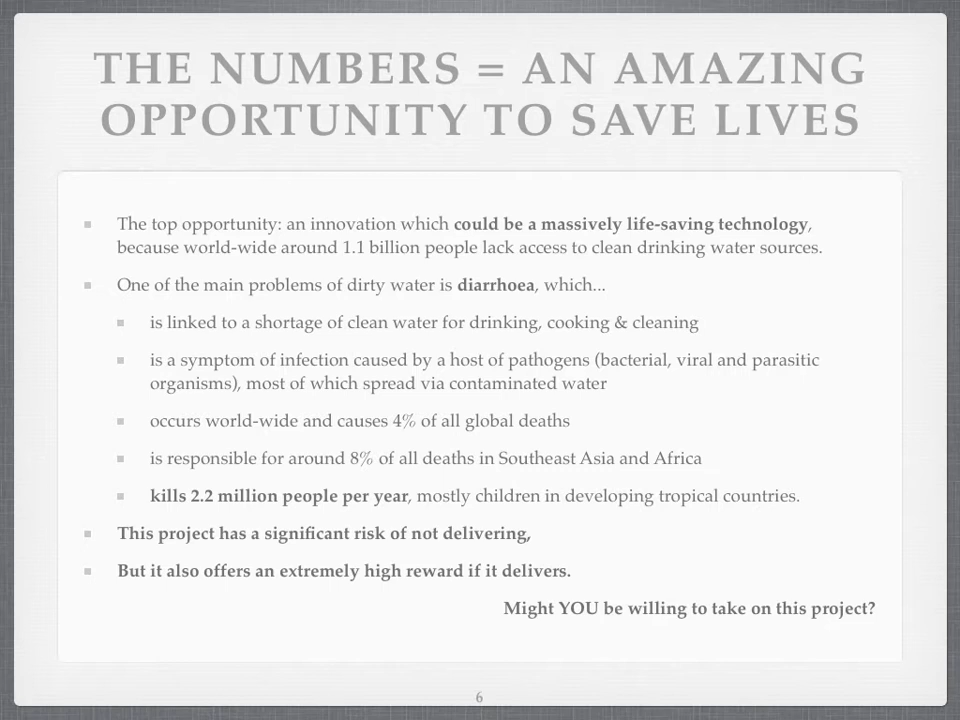 THE NUMBERS = AN AMAZING
OPPORTUNITY TO SAVE LIVES
The top opportunity: an innovation which could be a massively life-saving technology,
because world-wide around 1.1 billion people lack access to clean drinking water sources.
One of the main problems of dirty water is diarrhoea, which...
is linked to a shortage of clean water for drinking, cooking & cleaning
is a symptom of infection caused by a host of pathogens (bacterial, viral and parasitic
organisms), most of which spread via contaminated water
occurs world-wide and causes 4% of all global deaths
is responsible for around 8% of all deaths in Southeast Asia and Africa
kills 2.2 million people per year, mostly children in developing tropical countries.
This project has a significant risk of not delivering,
But it also offers an extremely high reward if it delivers.
Might YOU be willing to take on this project?
6